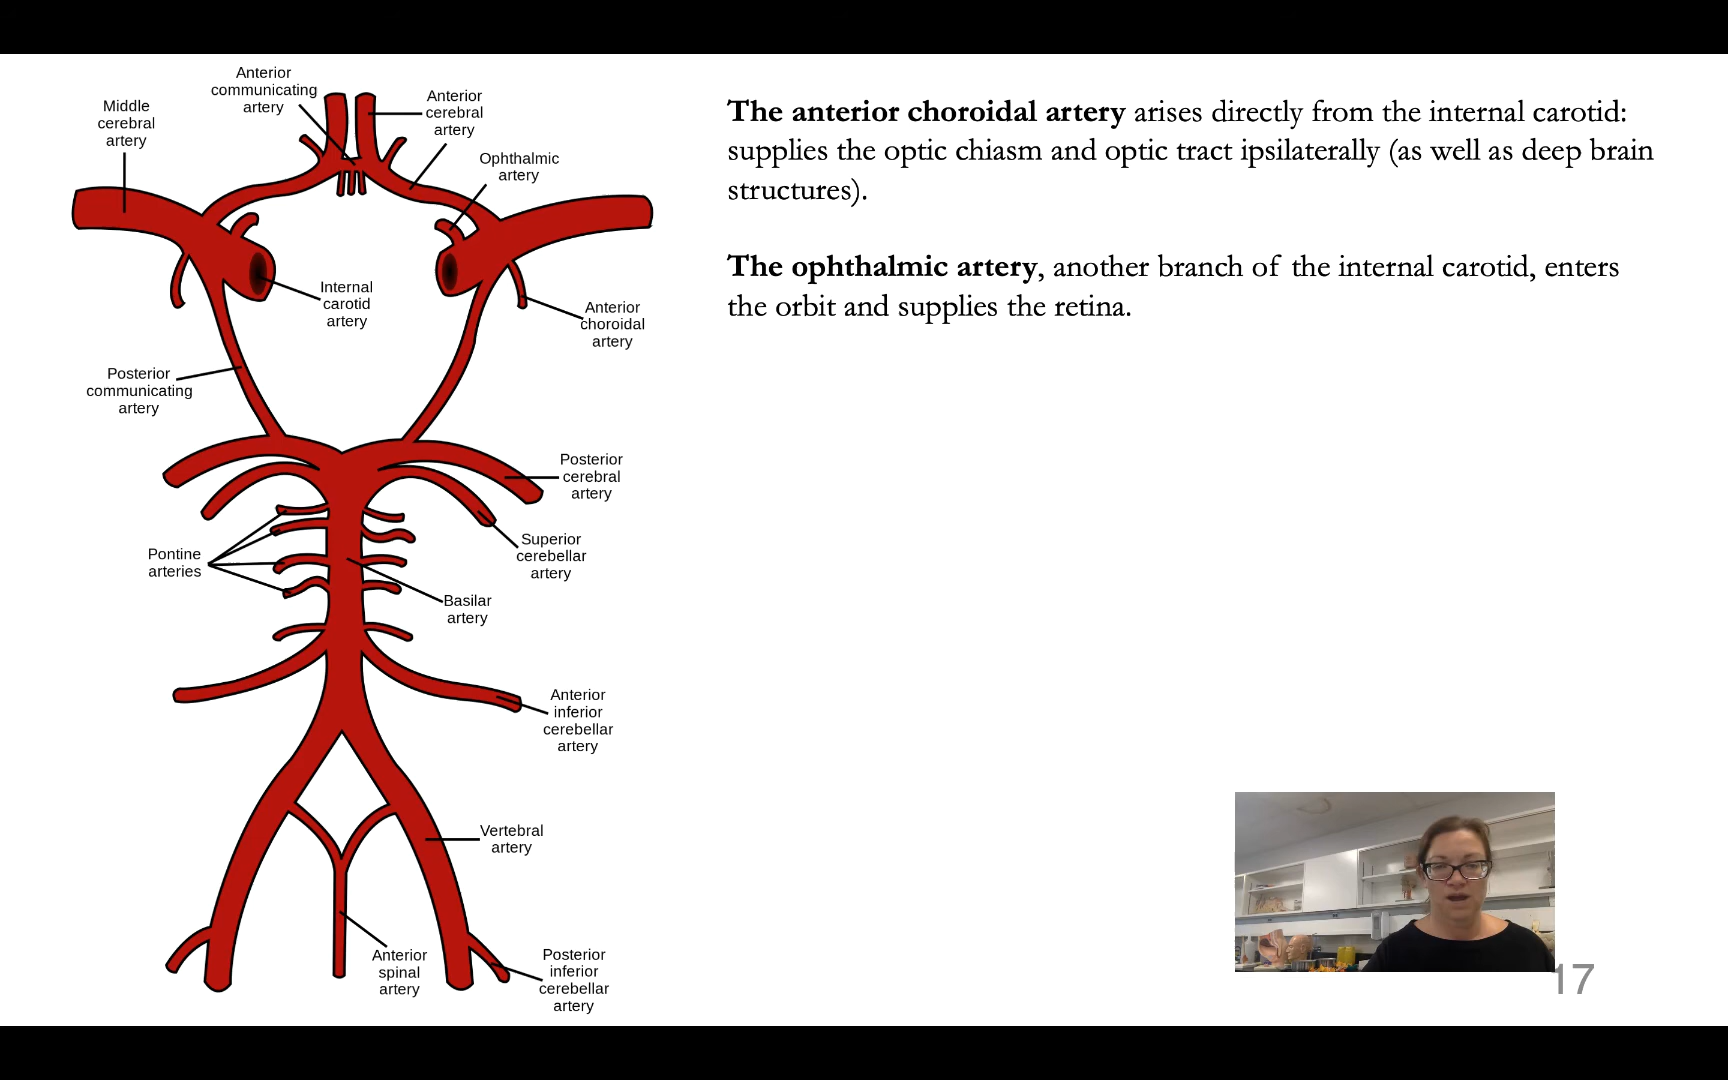 Anterior
communicating
artery
Middle
cerebral
artery
Anterior
cerebral
artery
Ophthalmic
artery
Internal
carotid
artery
Anterior
choroidal
artery
Posterior
communicating
artery
Posterior
cerebral
artery
Superior
cerebellar
artery
Pontine
arteries
Basilar
artery
Anterior
inferior
cerebellar
artery
Vertebral
artery
Anterior
spinal
artery
Posterior
inferior
cerebellar
artery
The anterior choroidal artery arises directly from the internal carotid:
supplies the optic chiasm and optic tract ipsilaterally (as well as deep brain
structures).
The ophthalmic artery, another branch of the internal carotid, enters
the orbit and supplies the retina.
17